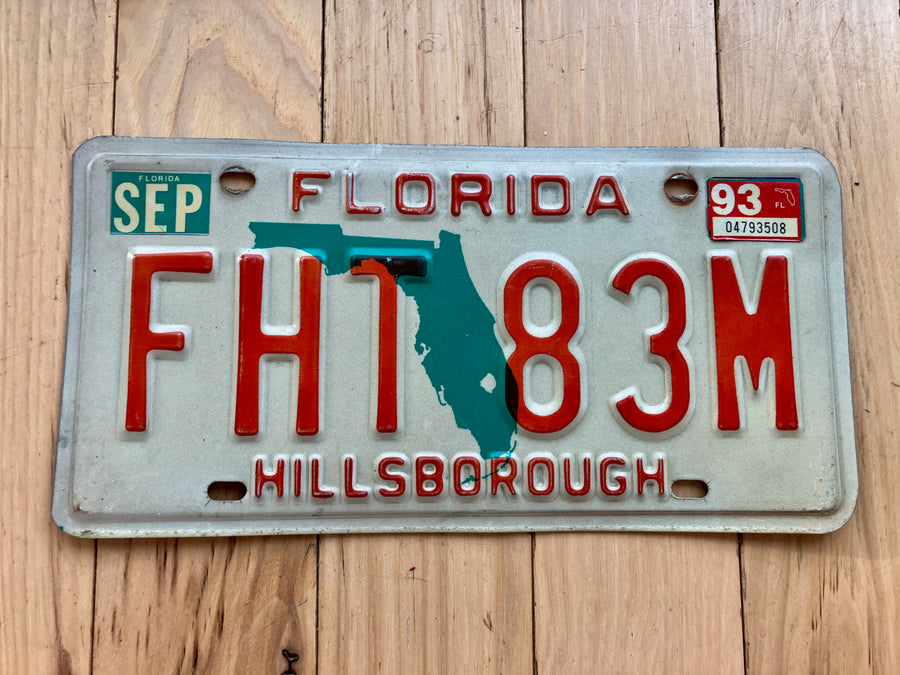 FLORIDA
SEP
FLORIDA
93
FL
04793508
FHT 83M
HILLSBOROUGH